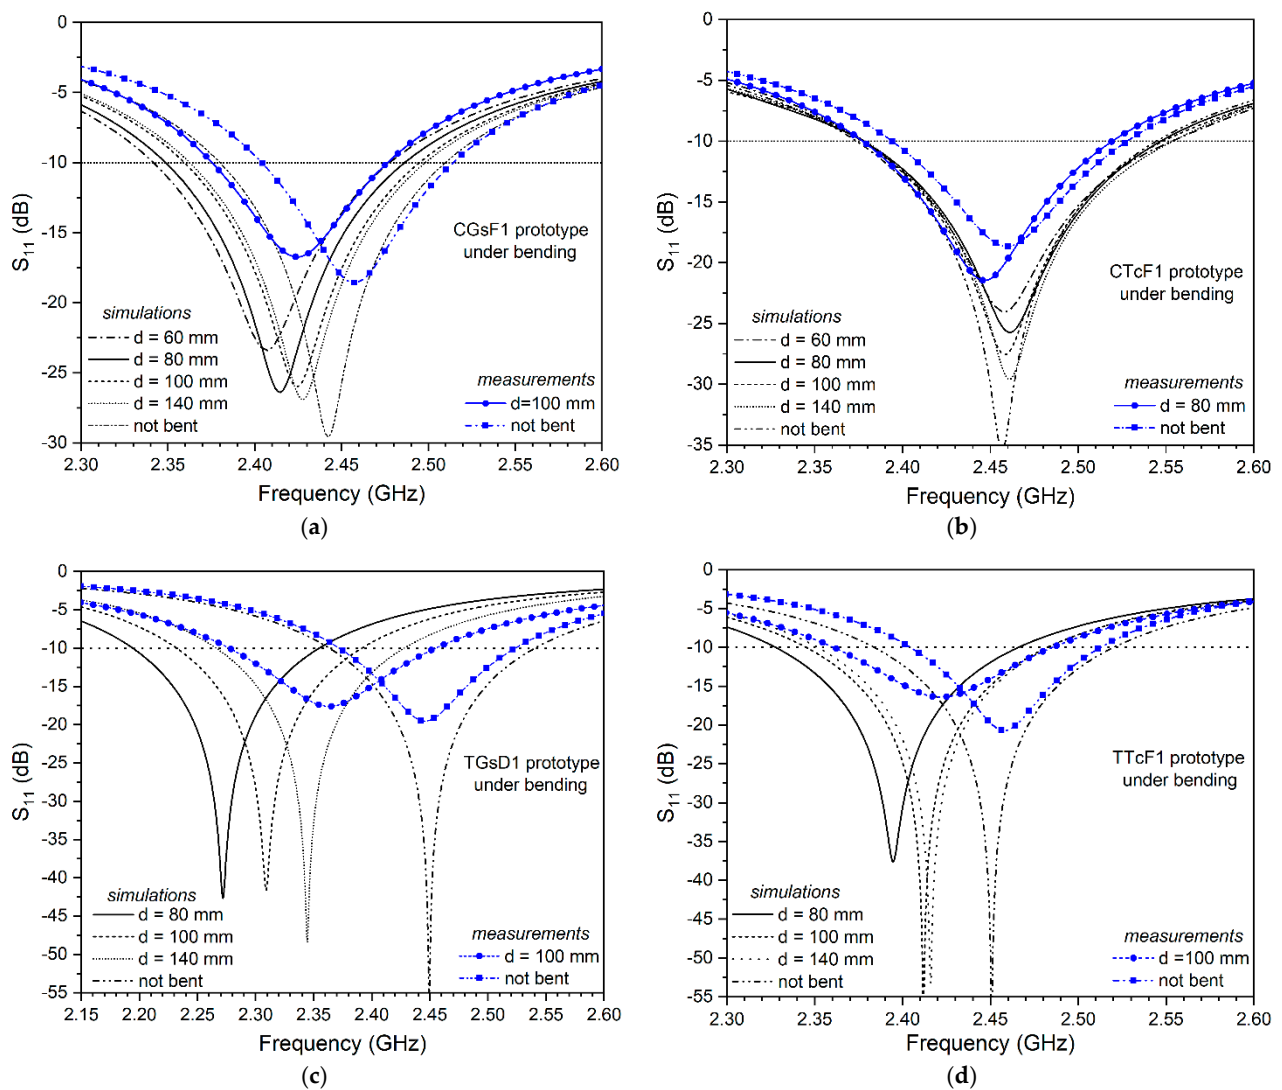 0
-5
-10
-15
-20
-25
-30
S11 (dB)
CGsF1 prototype
under bending
simulations
d = 60 mm
d = 80 mm
d = 100 mm
d = 140 mm
not bent
measurements
d=100 mm
not bent
2.30 2.35 2.40 2.45 2.50 2.55 2.60
Frequency (GHz)
(a)
0
-5
-10
-15
-20
-25
-30
-35
S11 (dB)
CTcF1 prototype
under bending
simulations
d = 60 mm
d = 80 mm
d = 100 mm
d = 140 mm
not bent
measurements
d = 80 mm
not bent
2.30 2.35 2.40 2.45 2.50 2.55 2.60
Frequency (GHz)
(b)
0
-5
-10
-15
-20
-25
-30
-35
-40
-45
-50
-55
S11 (dB)
TGsD1 prototype
under bending
simulations
d = 80 mm
d = 100 mm
d = 140 mm
not bent
measurements
d = 100 mm
not bent
2.15 2.20 2.25 2.30 2.35 2.40 2.45 2.50 2.55 2.60
Frequency (GHz)
(c)
0
-5
-10
-15
-20
-25
-30
-35
-40
-45
-50
-55
S11 (dB)
TTcF1 prototype
under bending
simulations
d = 80 mm
d = 100 mm
d = 140 mm
not bent
measurements
d =100 mm
not bent
2.30 2.35 2.40 2.45 2.50 2.55 2.60
Frequency (GHz)
(d)